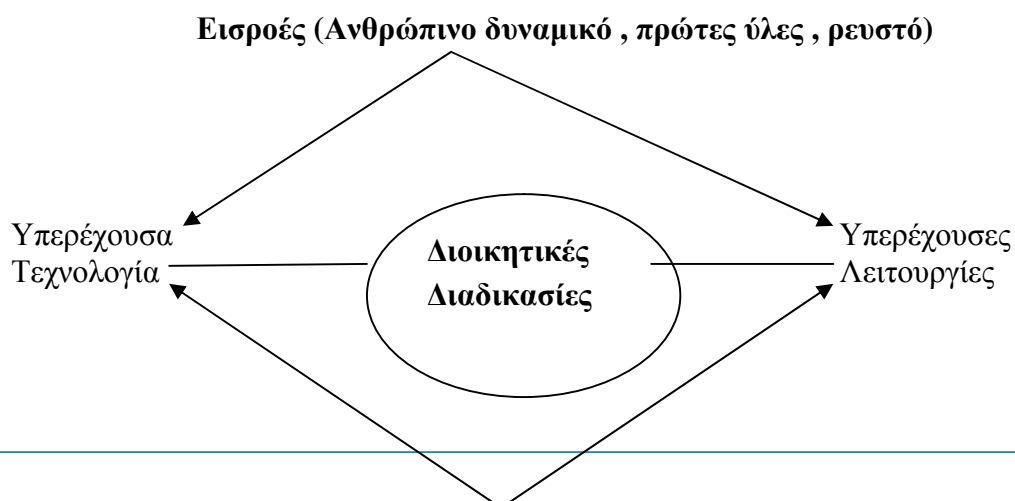 Εισροές (Ανθρώπινο δυναμικό , πρώτες ύλες , ρευστό)
Υπερέχουσα
Τεχνολογία
Διοικητικές
Διαδικασίες
Υπερέχουσες
Λειτουργίες